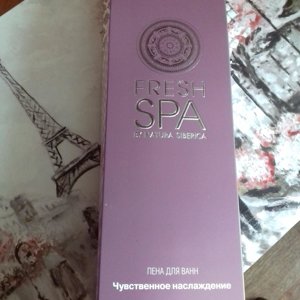 FRESH
SPA
BY NATURA SIBERICA
ПЕНА ДЛЯ ВАНН
Чувственное наслаждение